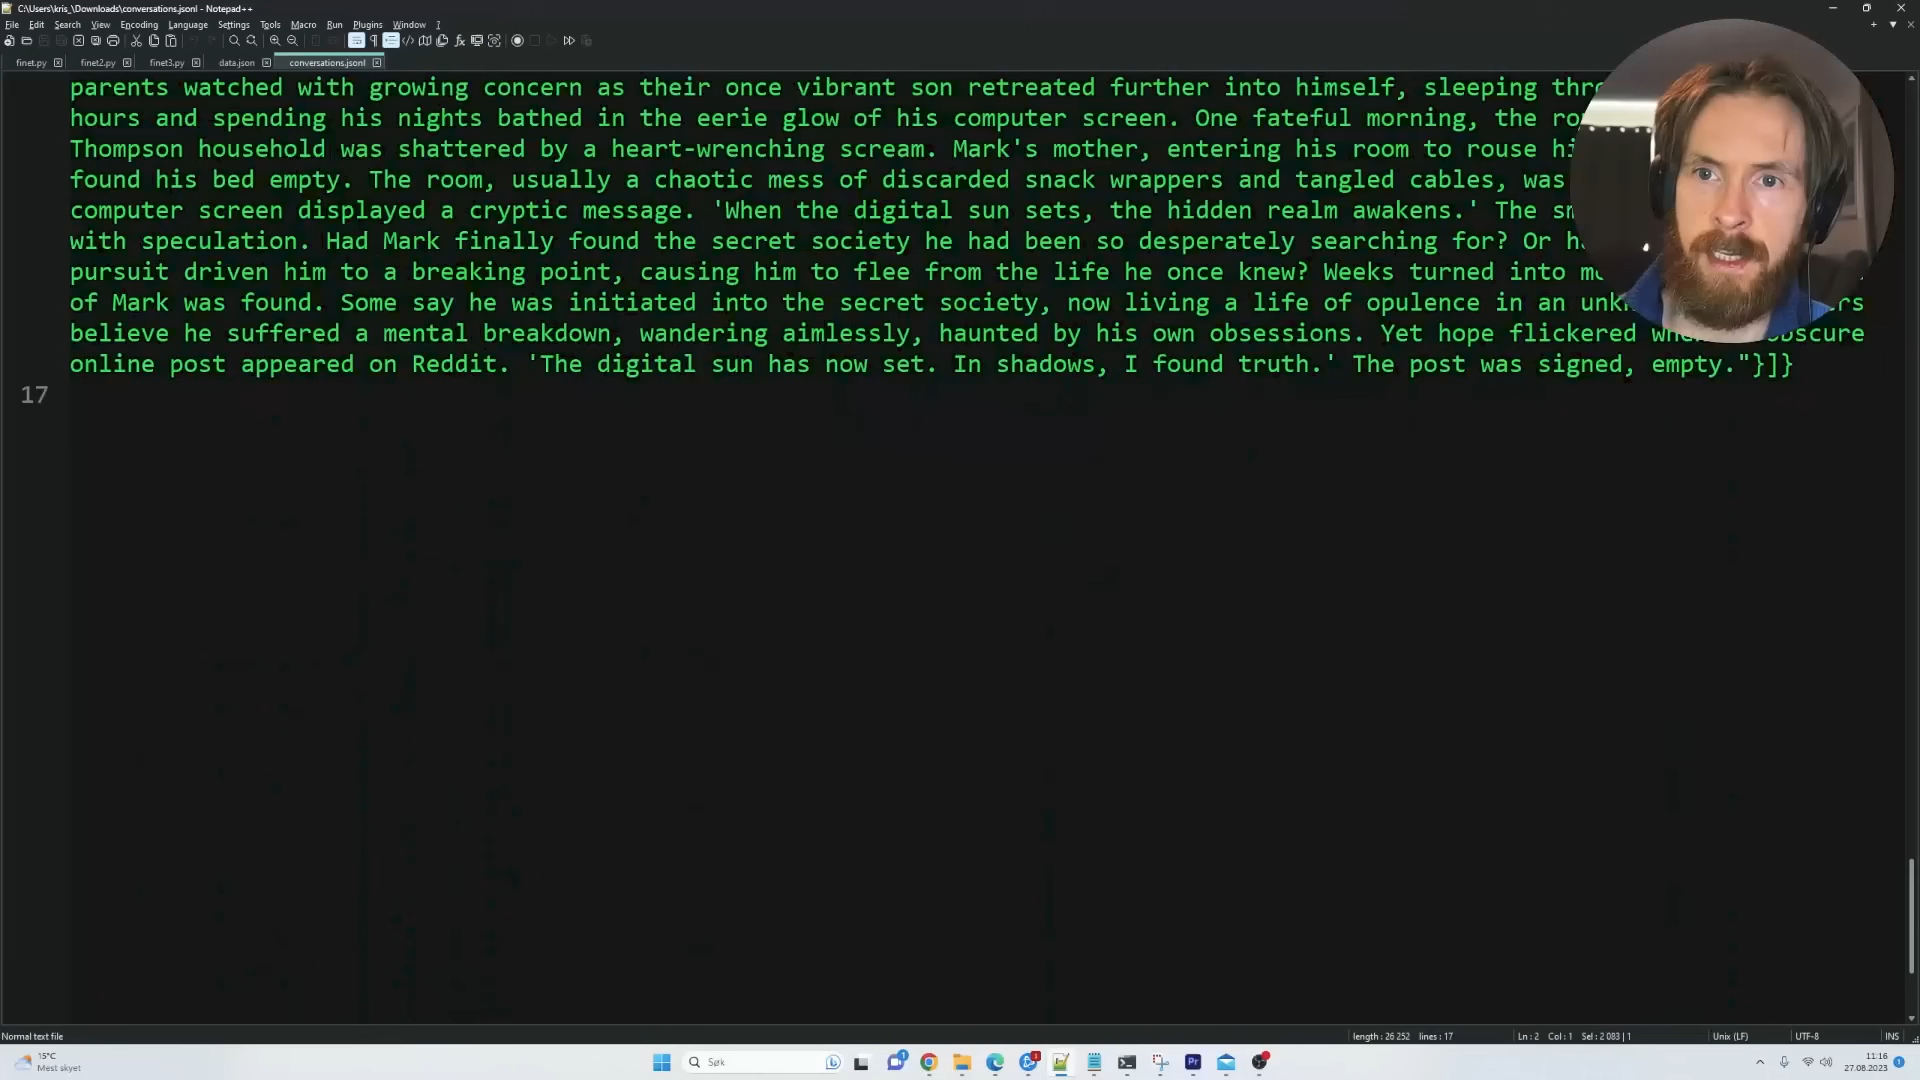 C:\Users\kris_\Downloads\conversations.jsonl - Notepad++
File Edit Search View Encoding Language Settings Tools Macro Run Plugins Window ?
finet.py finet2.py finet3.py data.json conversations.jsonl
parents watched with growing concern as their once vibrant son retreated further into himself, sleeping
hours and spending his nights bathed in the eerie glow of his computer screen. One fateful morning, the
Thompson household was shattered by a heart-wrenching scream. Mark's mother, entering his room to rouse
found his bed empty. The room, usually a chaotic mess of discarded snack wrappers and tangled cables, was
computer screen displayed a cryptic message. 'When the digital sun sets, the hidden realm awakens.' The
with speculation. Had Mark finally found the secret society he had been so desperately searching for? Or
pursuit driven him to a breaking point, causing him to flee from the life he once knew? Weeks turned into
of Mark was found. Some say he was initiated into the secret society, now living a life of opulence in an
believe he suffered a mental breakdown, wandering aimlessly, haunted by his own obsessions. Yet hope flickered
online post appeared on Reddit. 'The digital sun has now set. In shadows, I found truth.' The post was signed, empty."}]}
17
Normal text file length : 26 252 lines : 17 Ln : 2 Col : 1 Sel : 2 083 | 1 Unix (LF) UTF-8 INS
15°C
Mest skyet
Søk
11:16
27.08.2023